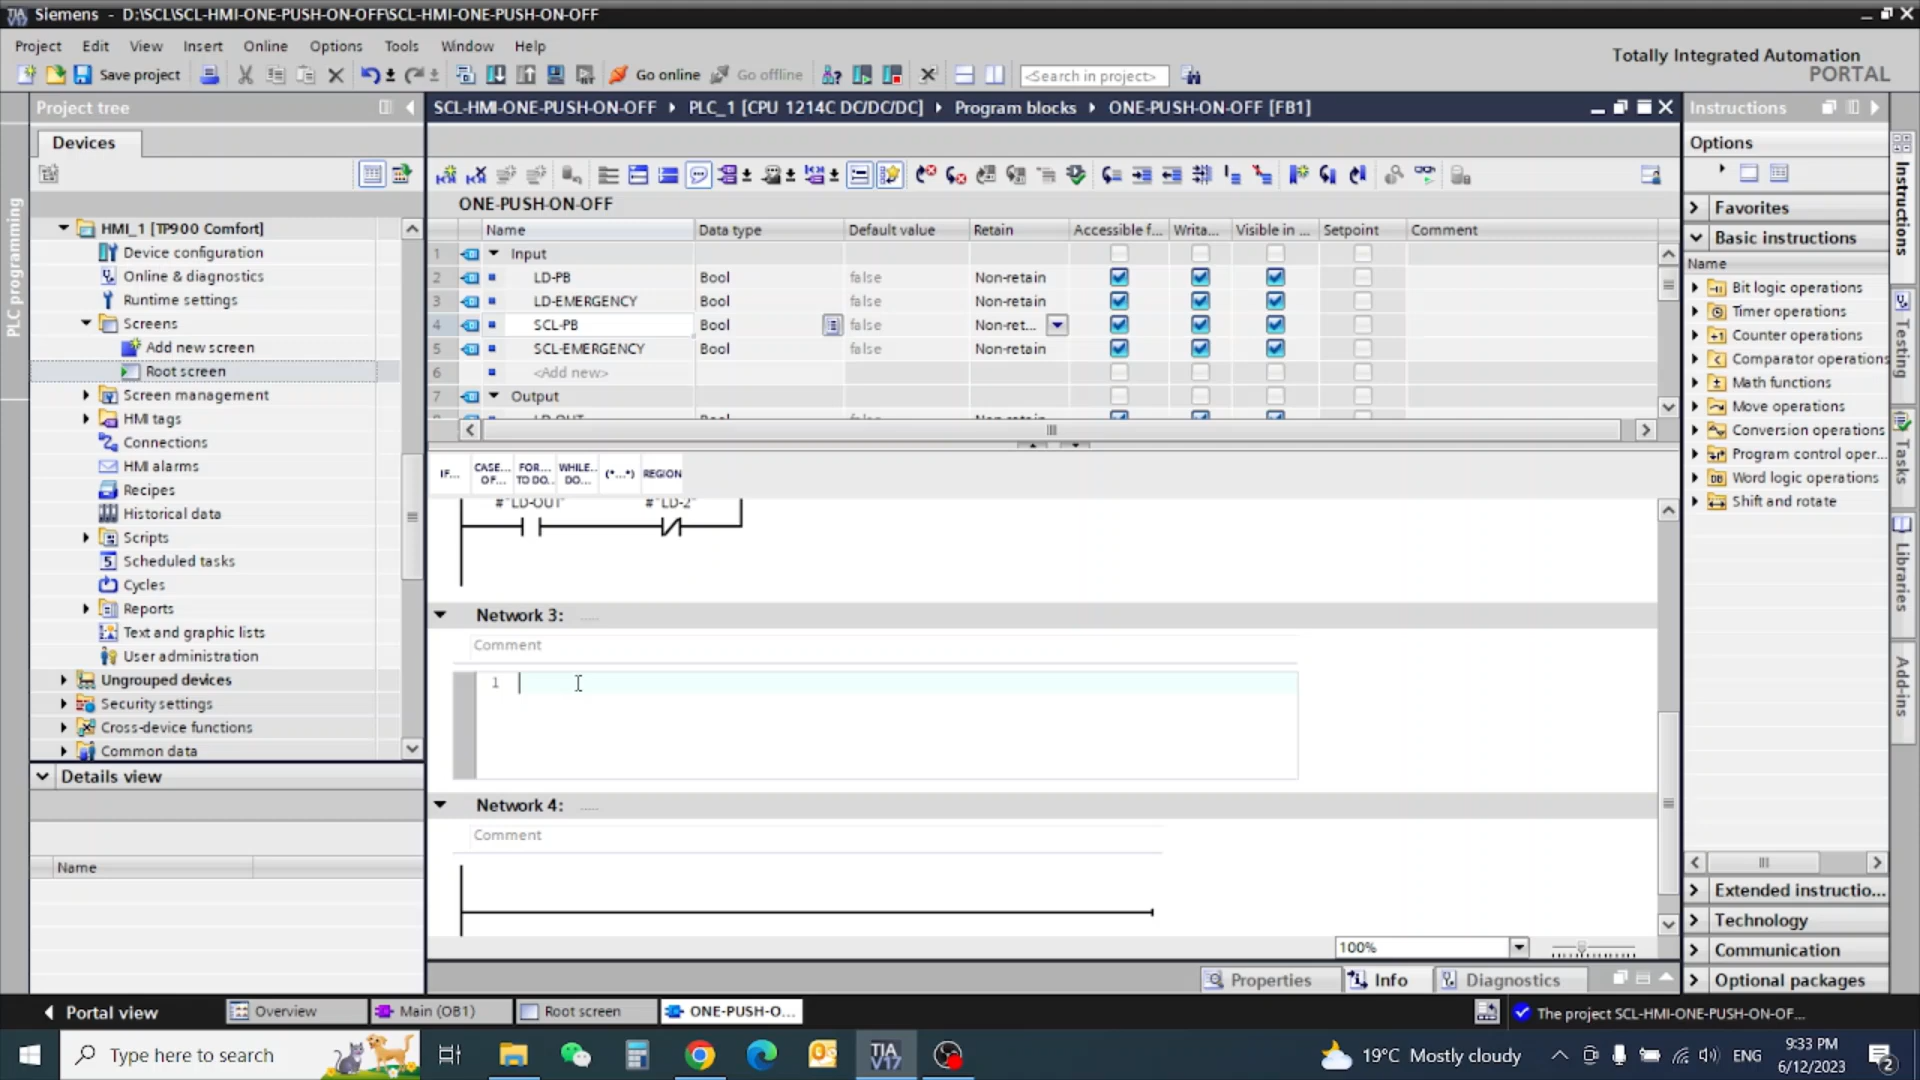 Siemens - D:\SCL\SCL-HMI-ONE-PUSH-ON-OFF\SCL-HMI-ONE-PUSH-ON-OFF
Project Edit View Insert Online Options Tools Window Help
Totally Integrated Automation
PORTAL
Save project
Go online
Go offline
<Search in project>
Project tree
SCL-HMI-ONE-PUSH-ON-OFF PLC_1 [CPU 1214C DC/DC/DC] Program blocks ONE-PUSH-ON-OFF [FB1]
Instructions
Devices
Options
PLC programming
HMI_1 [TP900 Comfort]
Device configuration
Online & diagnostics
Runtime settings
Screens
Add new screen
Root screen
Screen management
HMI tags
Connections
HMI alarms
Recipes
Historical data
Scripts
Scheduled tasks
Cycles
Reports
Text and graphic lists
User administration
Ungrouped devices
Security settings
Cross-device functions
Common data
Details view
Name
ONE-PUSH-ON-OFF
Name Data type Default value Retain Accessible f... Writa... Visible in ... Setpoint Comment
1 Input
2 LD-PB Bool false Non-retain
3 LD-EMERGENCY Bool false Non-retain
4 SCL-PB Bool false Non-ret...
5 SCL-EMERGENCY Bool false Non-retain
6 <Add new>
7 Output
8 LD-OUT Bool false Non-retain
IF... CASE... OF... FOR... TO DO.. WHILE.. DO... (*...*) REGION
#"LD-OUT" #"LD-2"
Network 3: .....
Comment
1
Network 4: .....
Comment
100%
Properties Info Diagnostics
Favorites
Basic instructions
Name
Bit logic operations
Timer operations
Counter operations
Comparator operations
Math functions
Move operations
Conversion operations
Program control oper...
Word logic operations
Shift and rotate
Extended instructio...
Technology
Communication
Optional packages
Instructions
Testing
Tasks
Libraries
Add-ins
Portal view
Overview
Main (OB1)
Root screen
ONE-PUSH-O...
The project SCL-HMI-ONE-PUSH-ON-OF...
Type here to search
TIA
V17
19°C Mostly cloudy
ENG
9:33 PM
6/12/2023
2